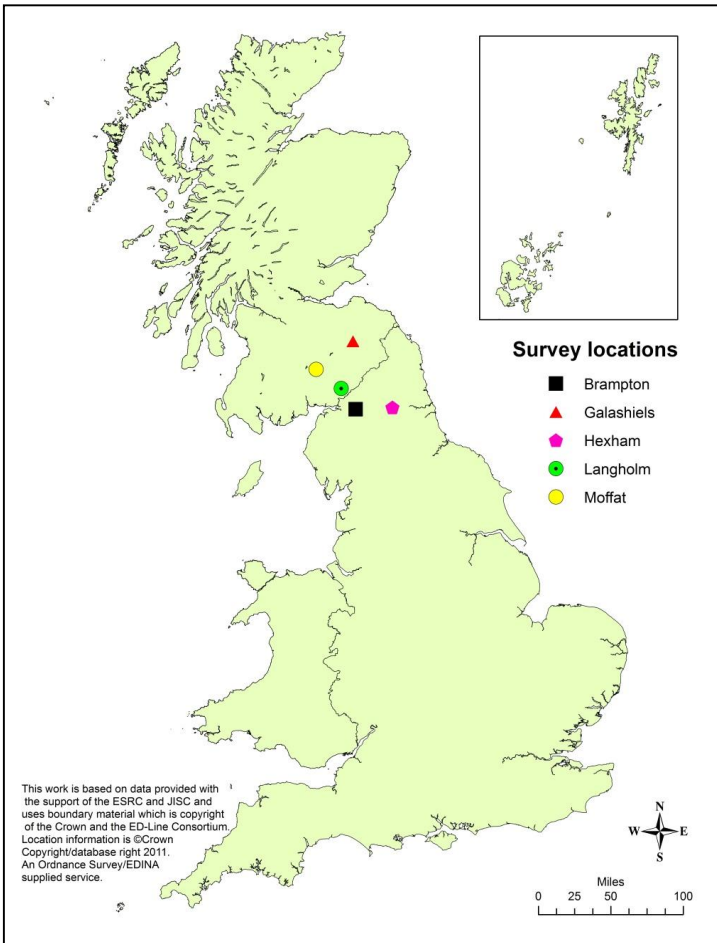 Survey locations
Brampton
Galashiels
Hexham
Langholm
Moffat
This work is based on data provided with
the support of the ESRC and JISC and
uses boundary material which is copyright
of the Crown and the ED-Line Consortium.
Location information is ©Crown
Copyright/database right 2011.
An Ordnance Survey/EDINA
supplied service.
N
W E
S
Miles
0 25 50 100